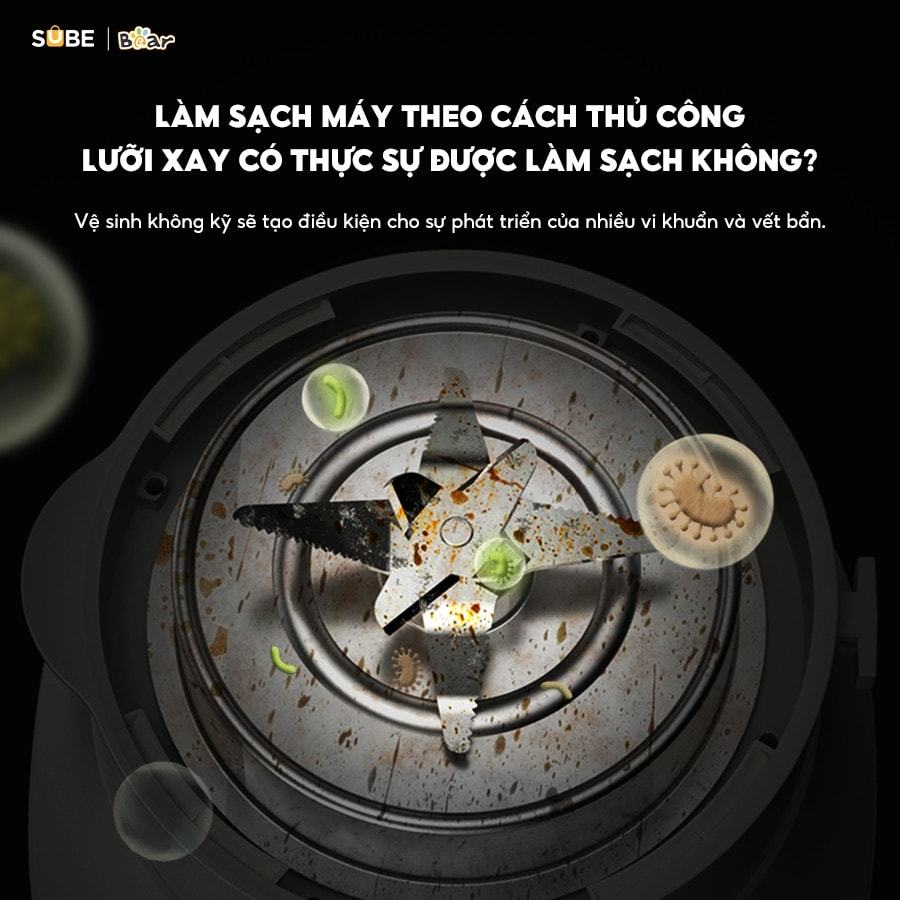 SUBE | Bear
LÀM SẠCH MÁY THEO CÁCH THỦ CÔNG
LƯỠI XAY CÓ THỰC SỰ ĐƯỢC LÀM SẠCH KHÔNG?
Vệ sinh không kỹ sẽ tạo điều kiện cho sự phát triển của nhiều vi khuẩn và vết bẩn.